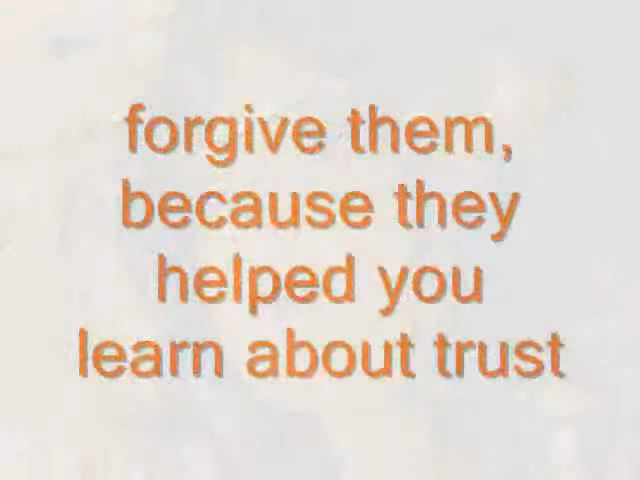 forgive them,
because they
helped you
learn about trust